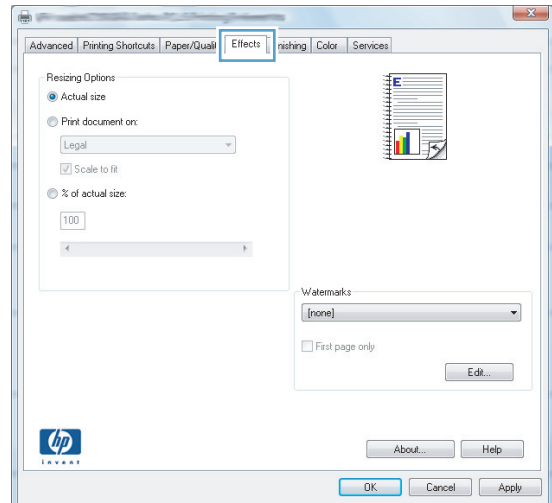 Advanced Printing Shortcuts Paper/Quali Effects nishing Color Services
Resizing Options
Actual size
Print document on:
Legal
Scale to fit
% of actual size:
100
E
Watermarks
[none]
First page only
Edit...
hp
invent
About... Help
OK Cancel Apply